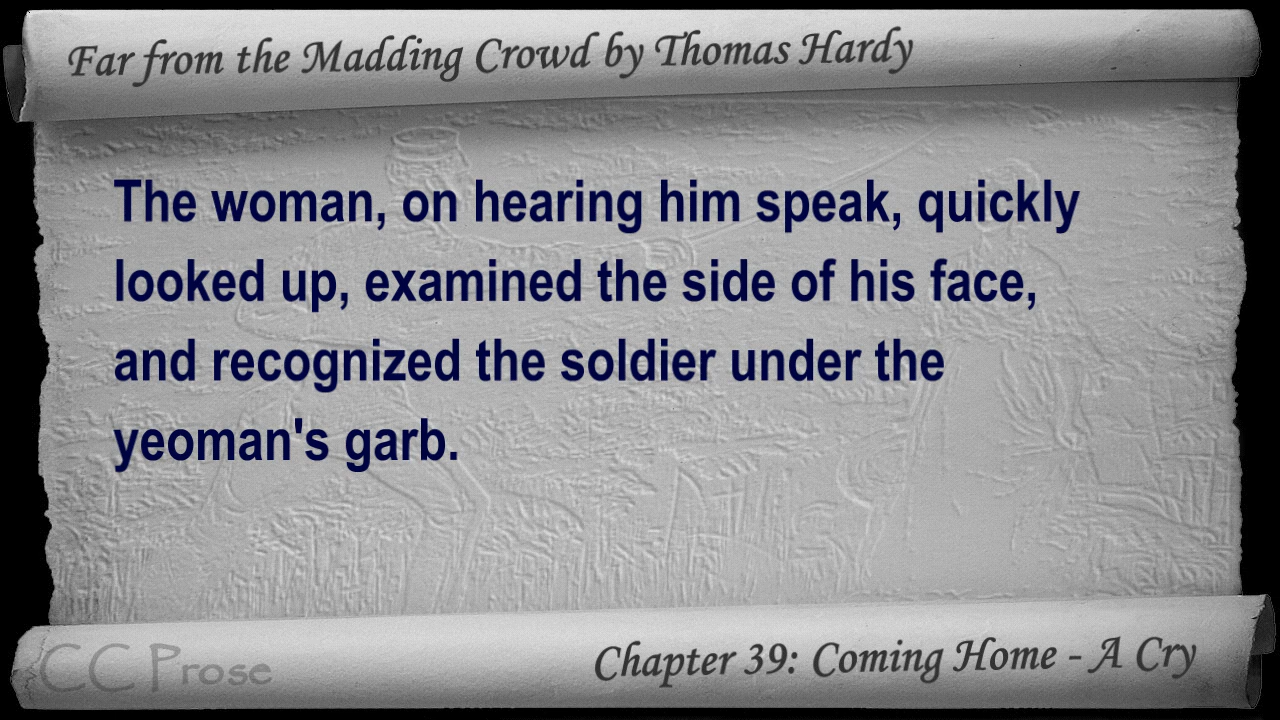 Far from the Madding Crowd by Thomas Hardy
The woman, on hearing him speak, quickly
looked up, examined the side of his face,
and recognized the soldier under the
yeoman's garb.
CC Prose
Chapter 39: Coming Home - A Cry